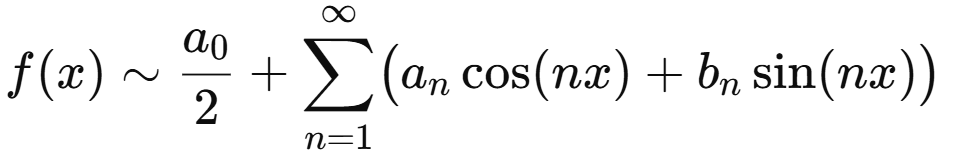 f(x) ∼ a₀/2 + ∑_{n=1}^{∞} (aₙ cos(nx) + bₙ sin(nx))